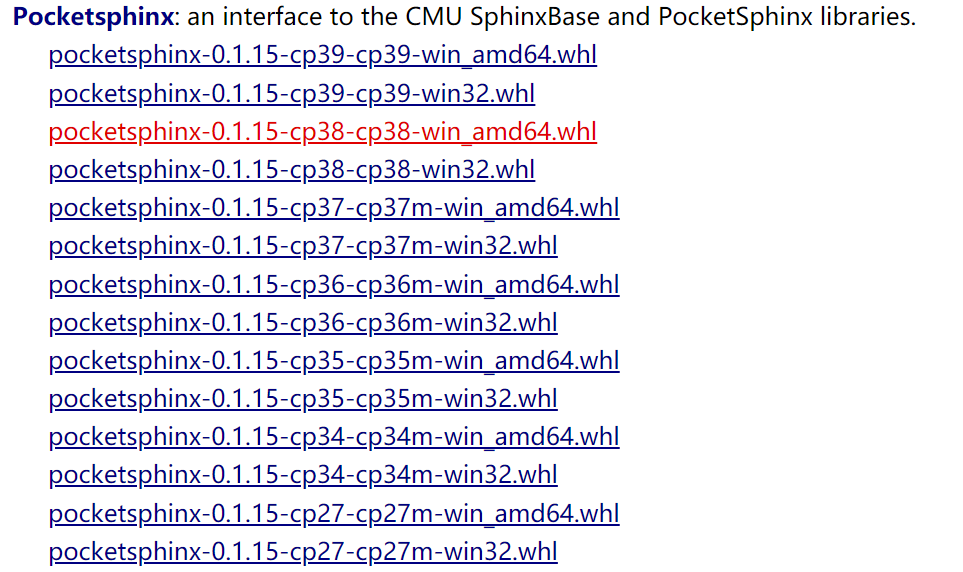 Pocketsphinx: an interface to the CMU SphinxBase and PocketSphinx libraries.
pocketsphinx-0.1.15-cp39-cp39-win_amd64.whl
pocketsphinx-0.1.15-cp39-cp39-win32.whl
pocketsphinx-0.1.15-cp38-cp38-win_amd64.whl
pocketsphinx-0.1.15-cp38-cp38-win32.whl
pocketsphinx-0.1.15-cp37-cp37m-win_amd64.whl
pocketsphinx-0.1.15-cp37-cp37m-win32.whl
pocketsphinx-0.1.15-cp36-cp36m-win_amd64.whl
pocketsphinx-0.1.15-cp36-cp36m-win32.whl
pocketsphinx-0.1.15-cp35-cp35m-win_amd64.whl
pocketsphinx-0.1.15-cp35-cp35m-win32.whl
pocketsphinx-0.1.15-cp34-cp34m-win_amd64.whl
pocketsphinx-0.1.15-cp34-cp34m-win32.whl
pocketsphinx-0.1.15-cp27-cp27m-win_amd64.whl
pocketsphinx-0.1.15-cp27-cp27m-win32.whl